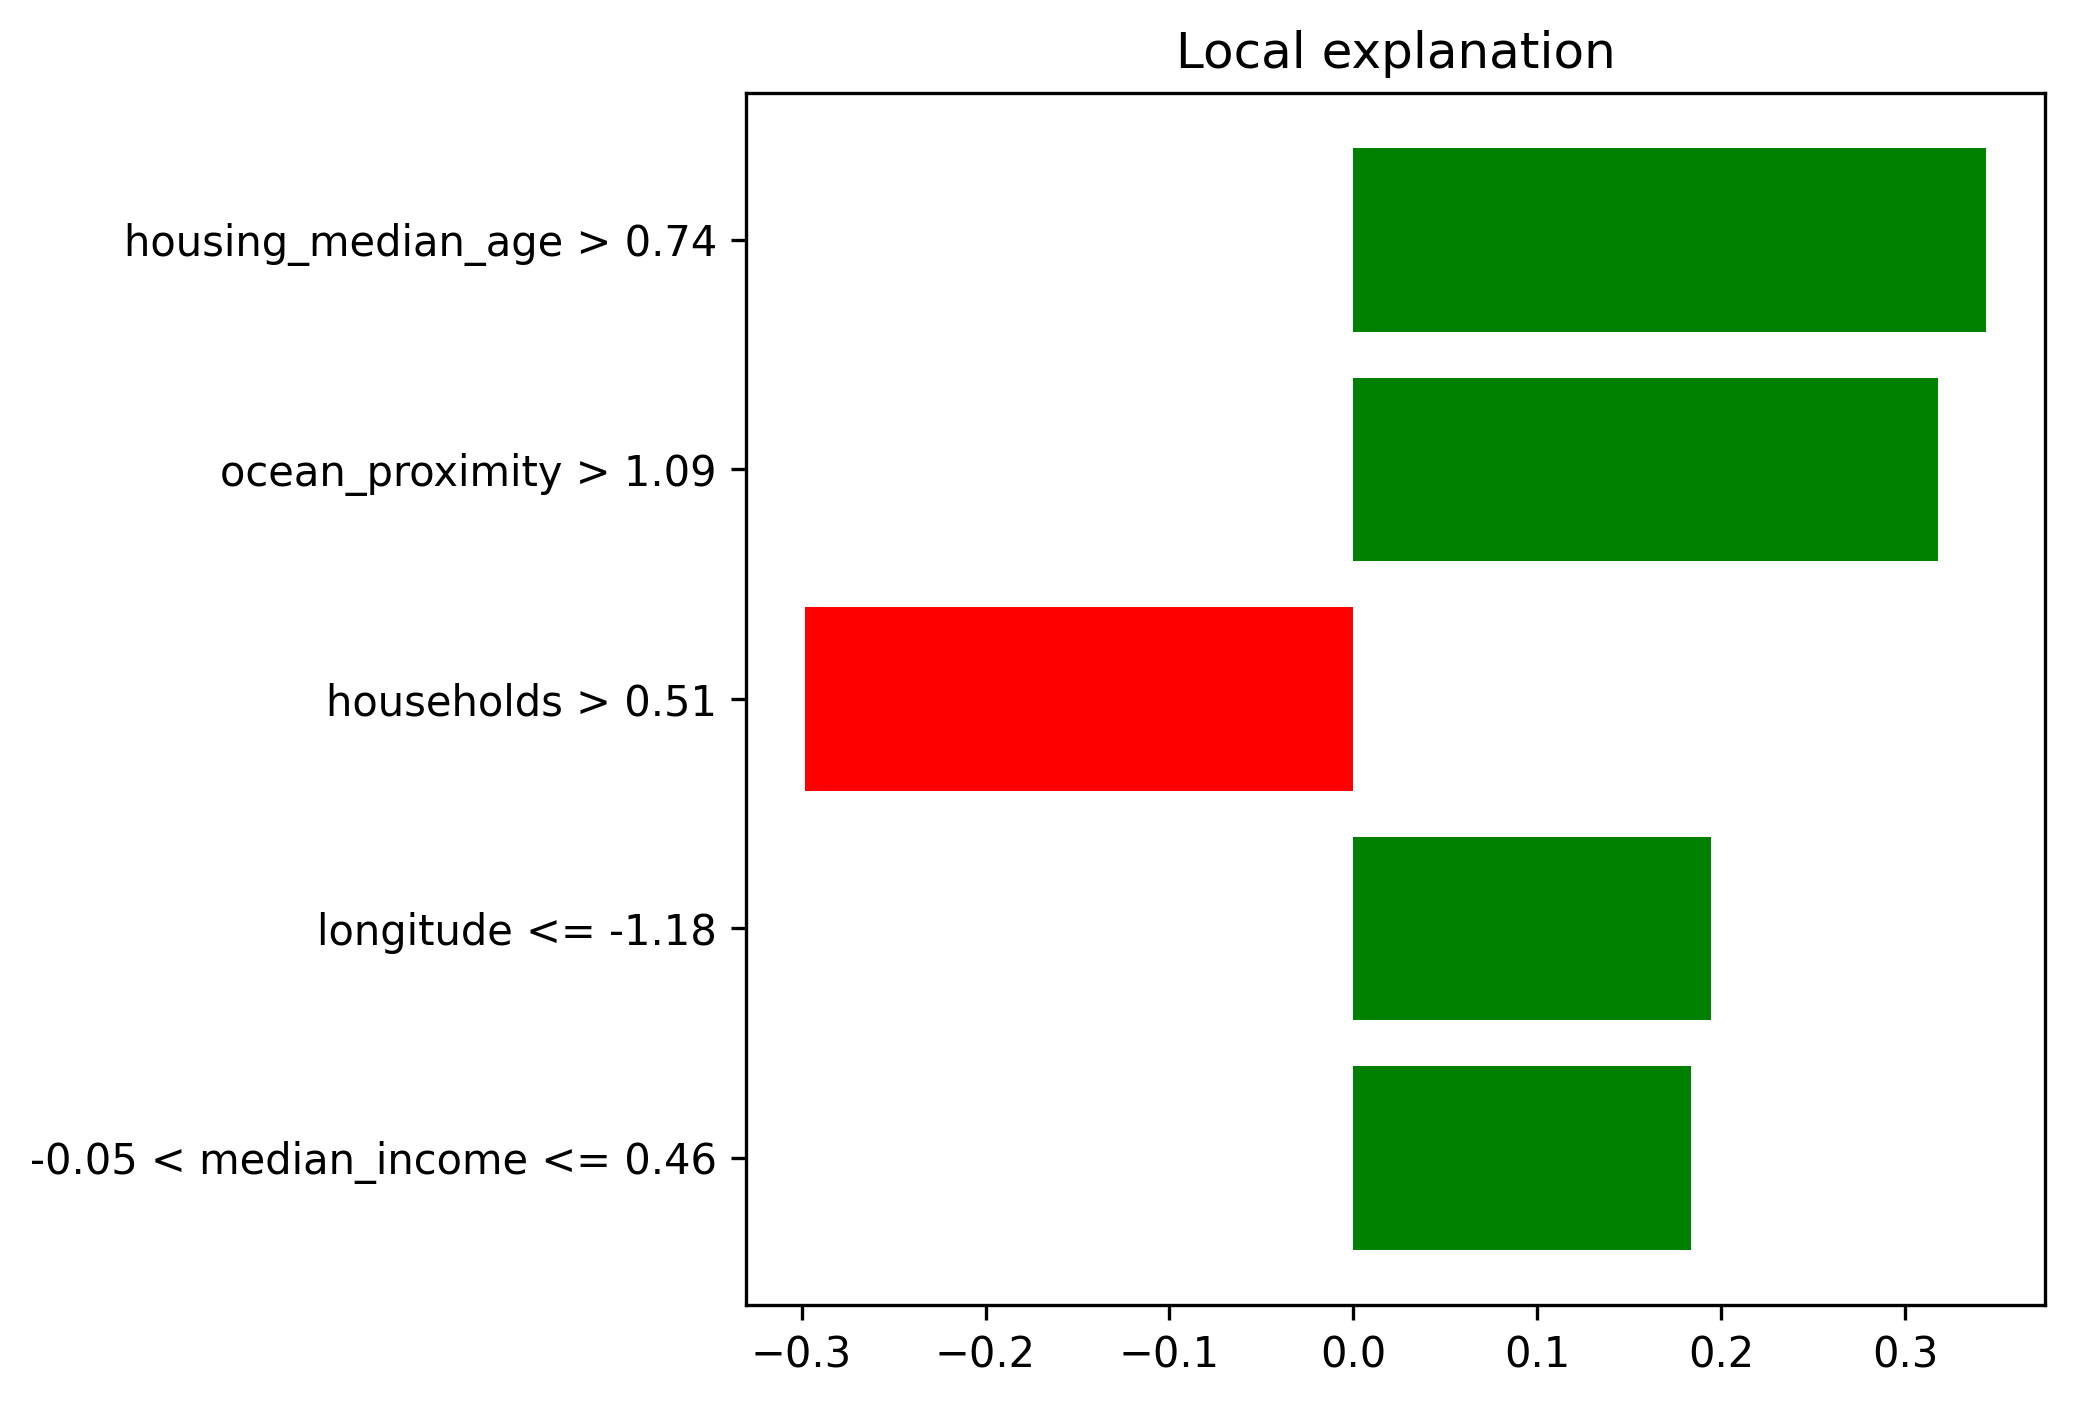 Local explanation
housing_median_age > 0.74
ocean_proximity > 1.09
households > 0.51
longitude <= -1.18
-0.05 < median_income <= 0.46
−0.3 −0.2 −0.1 0.0 0.1 0.2 0.3